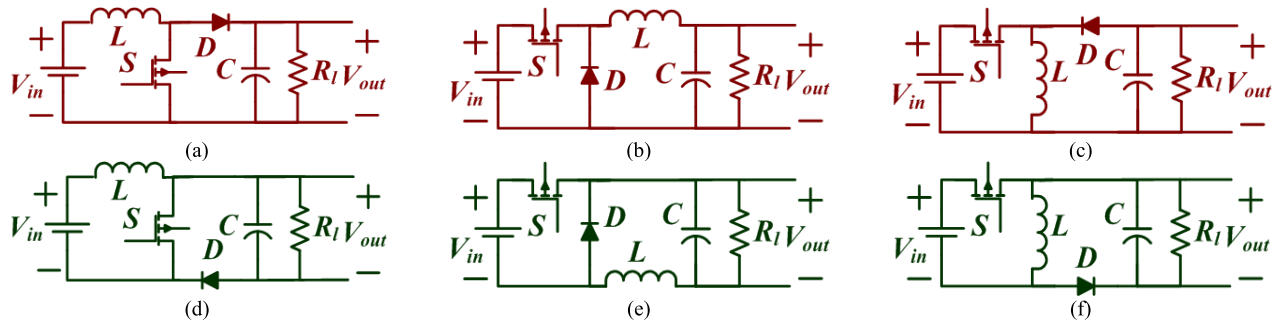 + L D + S C R_l V_out V_in − −
(a)
+ L + S D C R_l V_out V_in − −
(b)
+ D + S L C R_l V_out V_in − −
(c)
+ L + S D C R_l V_out V_in − −
(d)
+ S D C + L R_l V_out V_in − −
(e)
+ S L C + D R_l V_out V_in − −
(f)